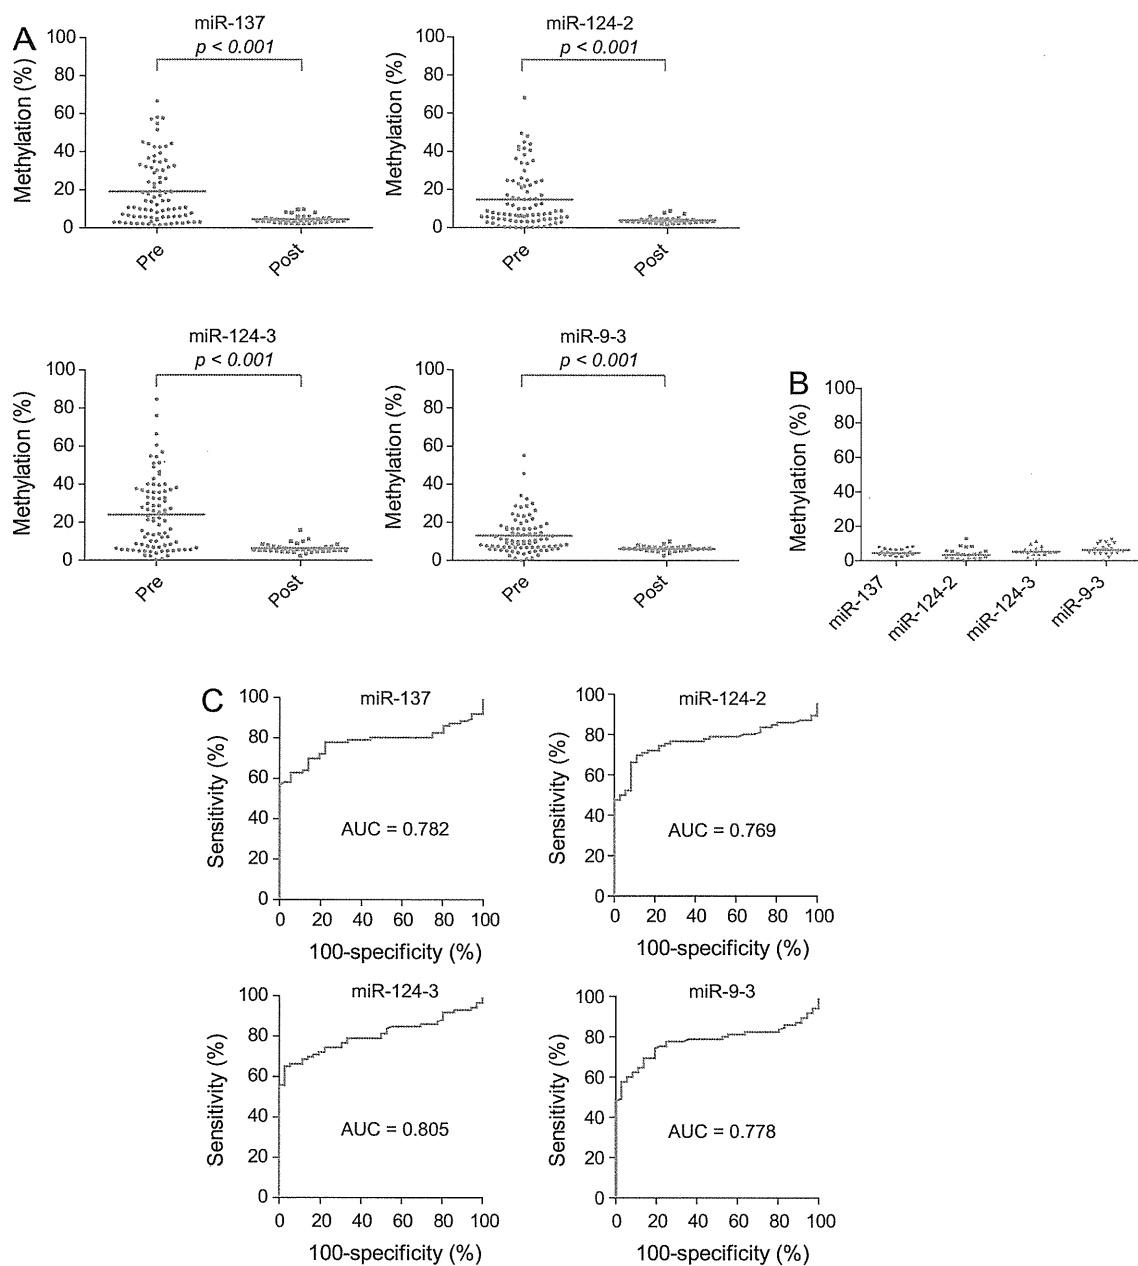 A
miR-137
p < 0.001
Methylation (%)
100
80
60
40
20
0
Pre
Post
miR-124-2
p < 0.001
Methylation (%)
100
80
60
40
20
0
Pre
Post
miR-124-3
p < 0.001
Methylation (%)
100
80
60
40
20
0
Pre
Post
miR-9-3
p < 0.001
Methylation (%)
100
80
60
40
20
0
Pre
Post
B
Methylation (%)
100
80
60
40
20
0
miR-137
miR-124-2
miR-124-3
miR-9-3
C
miR-137
Sensitivity (%)
100
80
60
40
20
0
AUC = 0.782
0 20 40 60 80 100
100-specificity (%)
miR-124-2
Sensitivity (%)
100
80
60
40
20
0
AUC = 0.769
0 20 40 60 80 100
100-specificity (%)
miR-124-3
Sensitivity (%)
100
80
60
40
20
0
AUC = 0.805
0 20 40 60 80 100
100-specificity (%)
miR-9-3
Sensitivity (%)
100
80
60
40
20
0
AUC = 0.778
0 20 40 60 80 100
100-specificity (%)